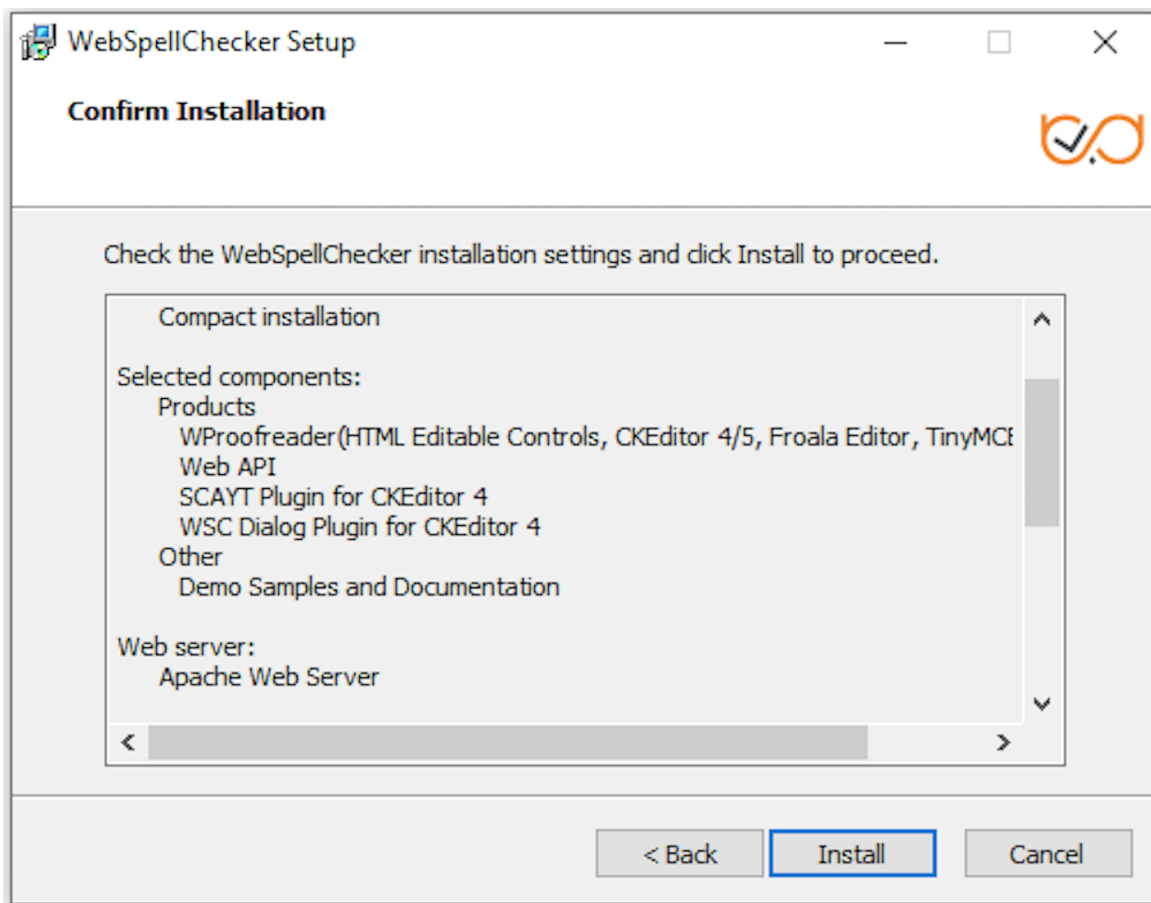 WebSpellChecker Setup
Confirm Installation
Check the WebSpellChecker installation settings and click Install to proceed.
Compact installation
Selected components:
Products
WProofreader(HTML Editable Controls, CKEditor 4/5, Froala Editor, TinyMCE
Web API
SCAYT Plugin for CKEditor 4
WSC Dialog Plugin for CKEditor 4
Other
Demo Samples and Documentation
Web server:
Apache Web Server
< Back
Install
Cancel